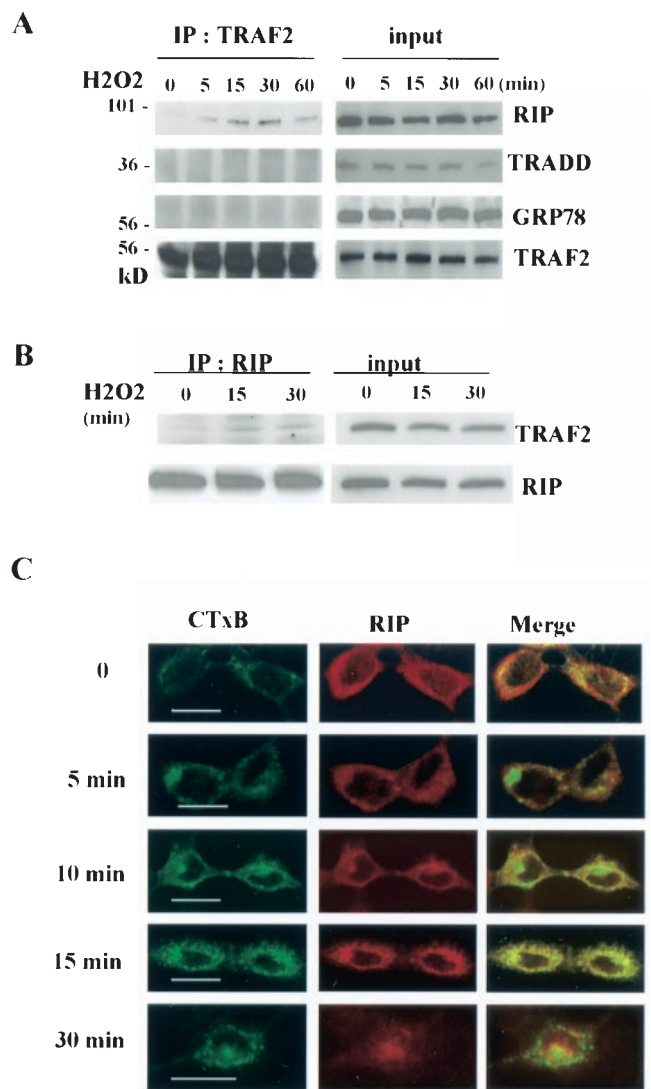 A
IP : TRAF2 input
H2O2 0 5 15 30 60 0 5 15 30 60 (min)
101 - RIP
36 - TRADD
56 - GRP78
56 - TRAF2
kD
B
IP : RIP input
H2O2 0 15 30 0 15 30
(min)
TRAF2
RIP
C
CTxB RIP Merge
0
5 min
10 min
15 min
30 min